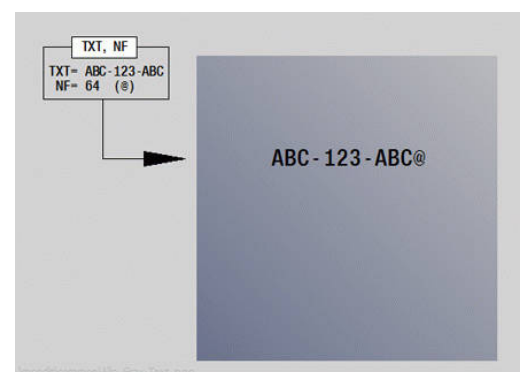 TXT, NF
TXT= ABC-123-ABC
NF= 64 (@)
ABC-123-ABC@